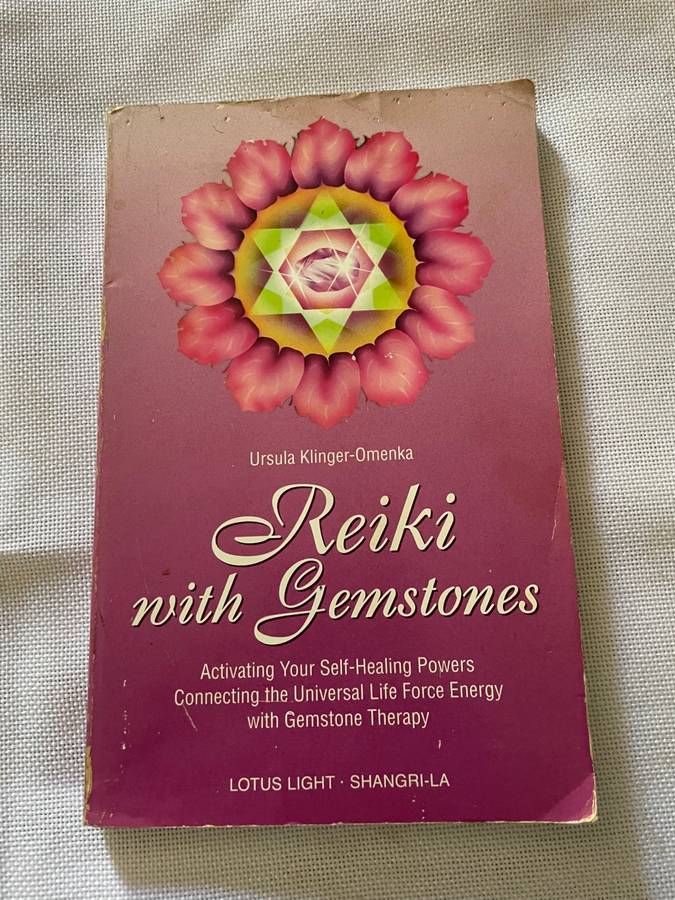 Ursula Klinger-Omenka
Reiki
with Gemstones
Activating Your Self-Healing Powers
Connecting the Universal Life Force Energy
with Gemstone Therapy
LOTUS LIGHT · SHANGRI-LA